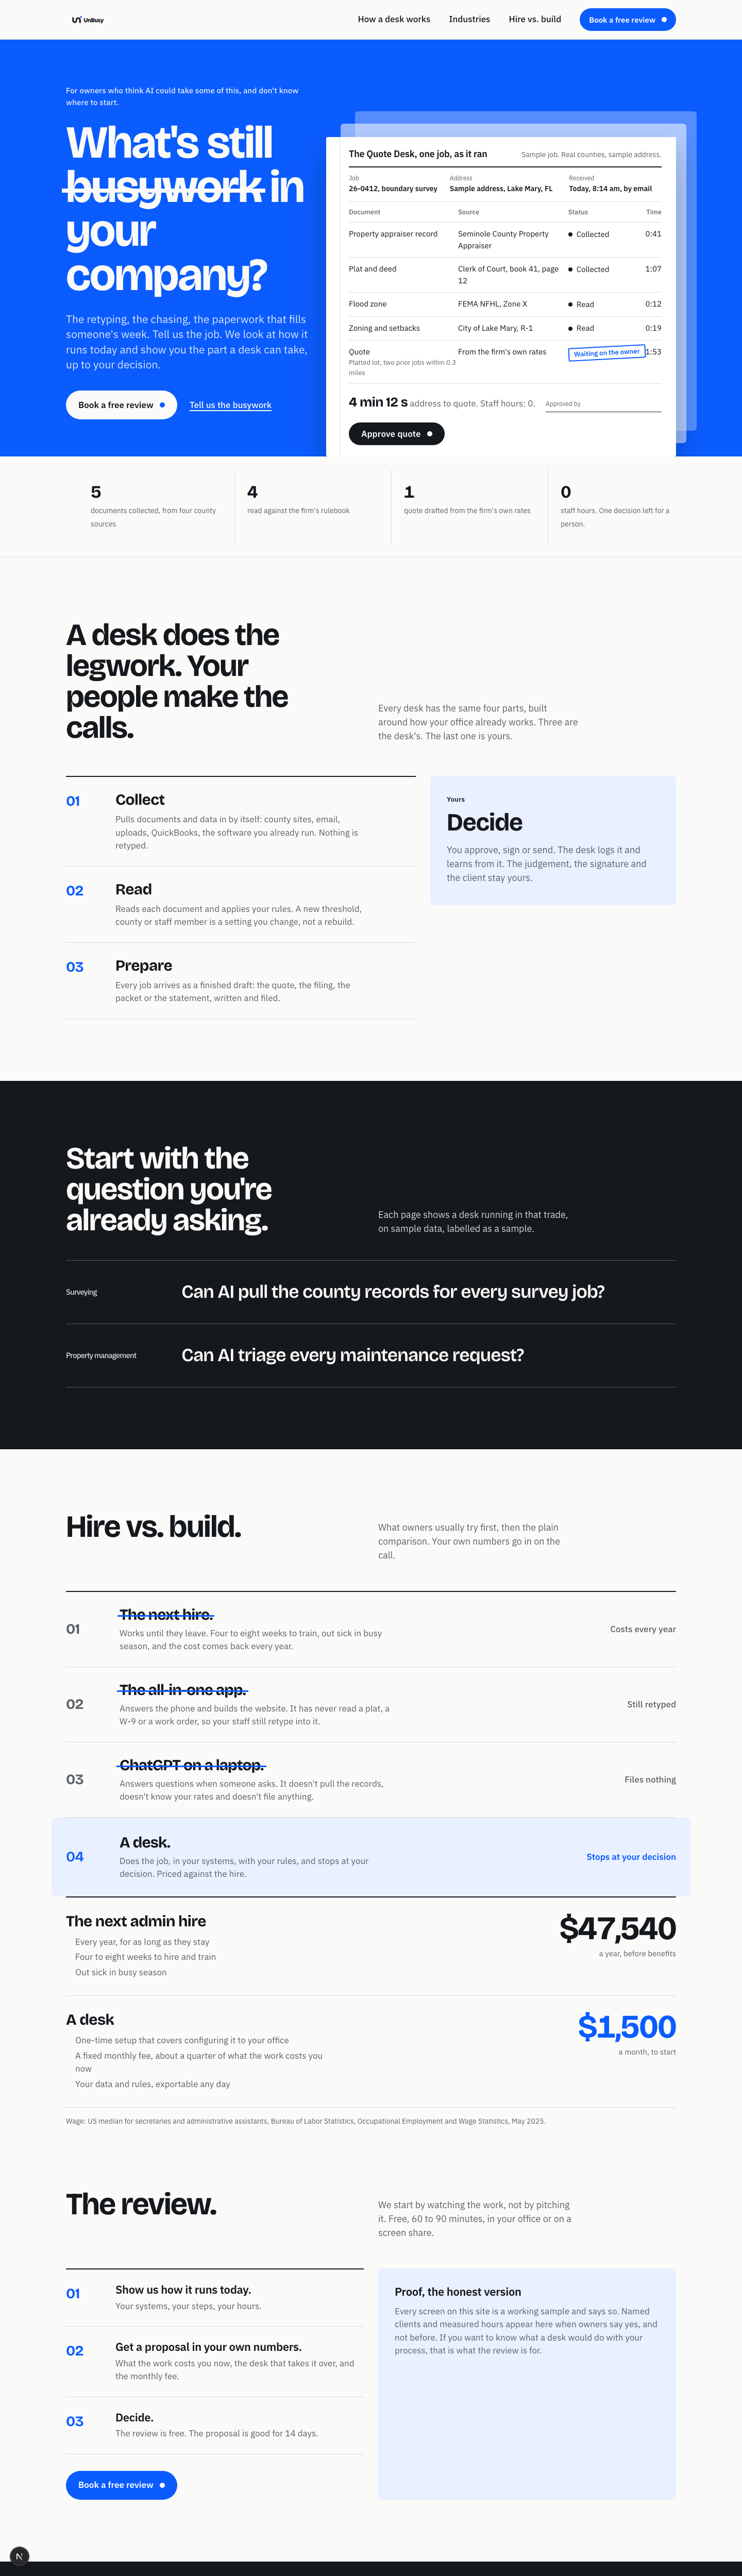 UnBusy
How a desk works
Industries
Hire vs. build
Book a free review
For owners who think AI could take some of this, and don't know
where to start.
What's still
busywork in
your
company?
The retyping, the chasing, the paperwork that fills
someone's week. Tell us the job. We look at how it
runs today and show you the part a desk can take,
up to your decision.
Book a free review
Tell us the busywork
The Quote Desk, one job, as it ran
Sample job. Real counties, sample address.
Job
Address
Received
26-0412, boundary survey
Sample address, Lake Mary, FL
Today, 8:14 am, by email
Document
Source
Status
Time
Property appraiser record
Seminole County Property
Appraiser
Collected
0:41
Plat and deed
Clerk of Court, book 41, page
12
Collected
1:07
Flood zone
FEMA NFHL, Zone X
Read
0:12
Zoning and setbacks
City of Lake Mary, R-1
Read
0:19
Quote
Platted lot, two prior jobs within 0.3
miles
From the firm's own rates
Waiting on the owner
1:53
4 min 12 s address to quote. Staff hours: 0.
Approved by
Approve quote
5
documents collected, from four county
sources
4
read against the firm's rulebook
1
quote drafted from the firm's own rates
0
staff hours. One decision left for a
person.
A desk does the
legwork. Your
people make the
calls.
Every desk has the same four parts, built
around how your office already works. Three are
the desk's. The last one is yours.
01
Collect
Pulls documents and data in by itself: county sites, email,
uploads, QuickBooks, the software you already run. Nothing is
retyped.
02
Read
Reads each document and applies your rules. A new threshold,
county or staff member is a setting you change, not a rebuild.
03
Prepare
Every job arrives as a finished draft: the quote, the filing, the
packet or the statement, written and filed.
Yours
Decide
You approve, sign or send. The desk logs it and
learns from it. The judgement, the signature and
the client stay yours.
Start with the
question you're
already asking.
Each page shows a desk running in that trade,
on sample data, labelled as a sample.
Surveying
Can AI pull the county records for every survey job?
Property management
Can AI triage every maintenance request?
Hire vs. build.
What owners usually try first, then the plain
comparison. Your own numbers go in on the
call.
01
The next hire.
Works until they leave. Four to eight weeks to train, out sick in busy
season, and the cost comes back every year.
Costs every year
02
The all-in-one app.
Answers the phone and builds the website. It has never read a plat, a
W-9 or a work order, so your staff still retype into it.
Still retyped
03
ChatGPT on a laptop.
Answers questions when someone asks. It doesn't pull the records,
doesn't know your rates and doesn't file anything.
Files nothing
04
A desk.
Does the job, in your systems, with your rules, and stops at your
decision. Priced against the hire.
Stops at your decision
The next admin hire
Every year, for as long as they stay
Four to eight weeks to hire and train
Out sick in busy season
$47,540
a year, before benefits
A desk
One-time setup that covers configuring it to your office
A fixed monthly fee, about a quarter of what the work costs you
now
Your data and rules, exportable any day
$1,500
a month, to start
Wage: US median for secretaries and administrative assistants, Bureau of Labor Statistics, Occupational Employment and Wage Statistics, May 2025.
The review.
We start by watching the work, not by pitching
it. Free, 60 to 90 minutes, in your office or on a
screen share.
01
Show us how it runs today.
Your systems, your steps, your hours.
02
Get a proposal in your own numbers.
What the work costs you now, the desk that takes it over, and
the monthly fee.
03
Decide.
The review is free. The proposal is good for 14 days.
Book a free review
Proof, the honest version
Every screen on this site is a working sample and says so. Named
clients and measured hours appear here when owners say yes, and
not before. If you want to know what a desk would do with your
process, that is what the review is for.
N